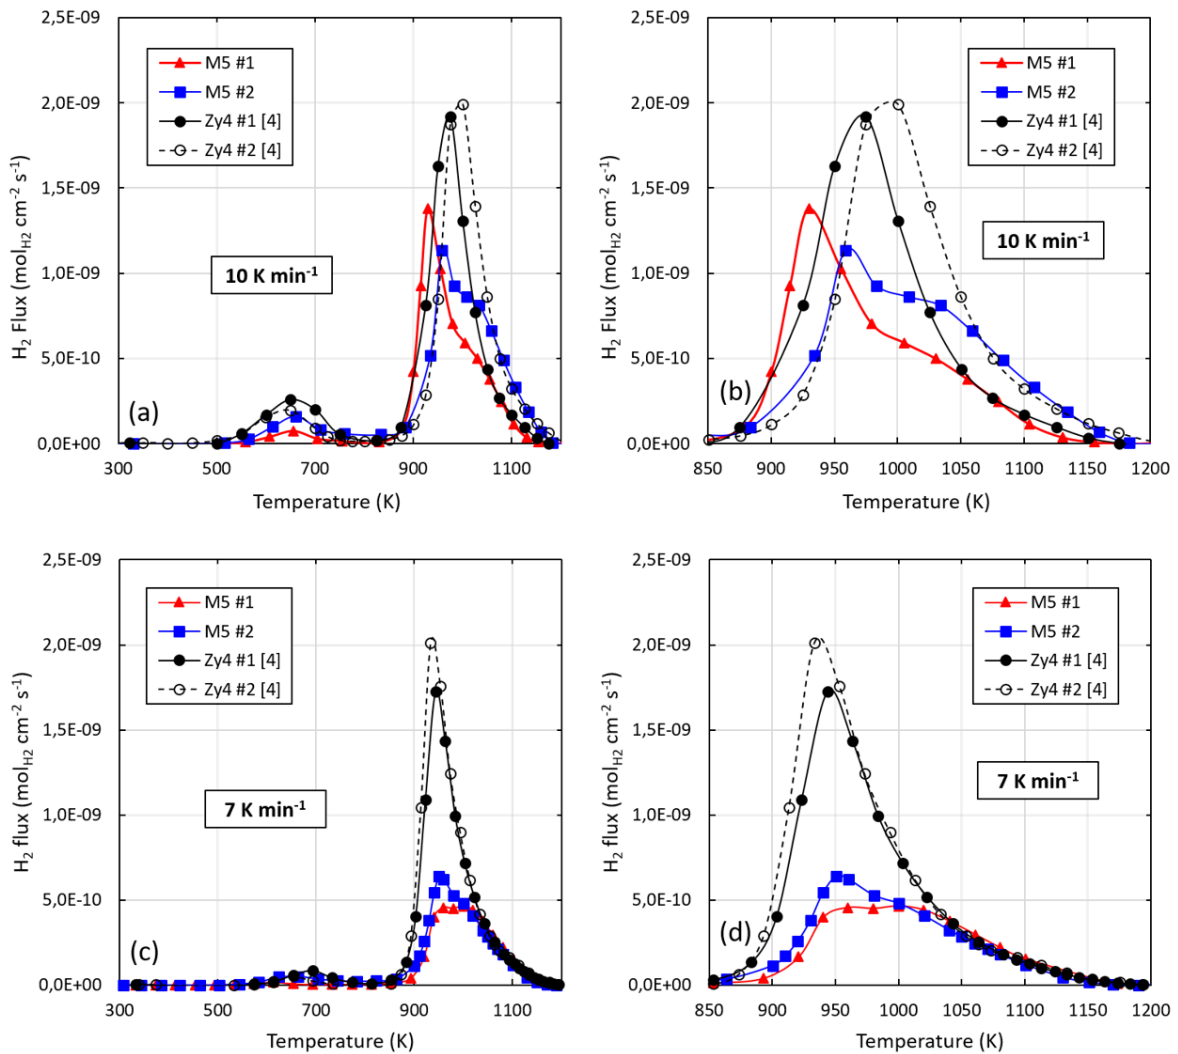 2,5E-09
2,0E-09
1,5E-09
1,0E-09
5,0E-10
0,0E+00
H₂ Flux (mol_H2 cm⁻² s⁻¹)
M5 #1
M5 #2
Zy4 #1 [4]
Zy4 #2 [4]
10 K min⁻¹
(a)
300 500 700 900 1100
Temperature (K)
2,5E-09
2,0E-09
1,5E-09
1,0E-09
5,0E-10
0,0E+00
H₂ Flux (mol_H2 cm⁻² s⁻¹)
M5 #1
M5 #2
Zy4 #1 [4]
Zy4 #2 [4]
10 K min⁻¹
(b)
850 900 950 1000 1050 1100 1150 1200
Temperature (K)
2,5E-09
2,0E-09
1,5E-09
1,0E-09
5,0E-10
0,0E+00
H₂ flux (mol_H2 cm⁻² s⁻¹)
M5 #1
M5 #2
Zy4 #1 [4]
Zy4 #2 [4]
7 K min⁻¹
(c)
300 500 700 900 1100
Temperature (K)
2,5E-09
2,0E-09
1,5E-09
1,0E-09
5,0E-10
0,0E+00
H₂ flux (mol_H2 cm⁻² s⁻¹)
M5 #1
M5 #2
Zy4 #1 [4]
Zy4 #2 [4]
7 K min⁻¹
(d)
850 900 950 1000 1050 1100 1150 1200
Temperature (K)